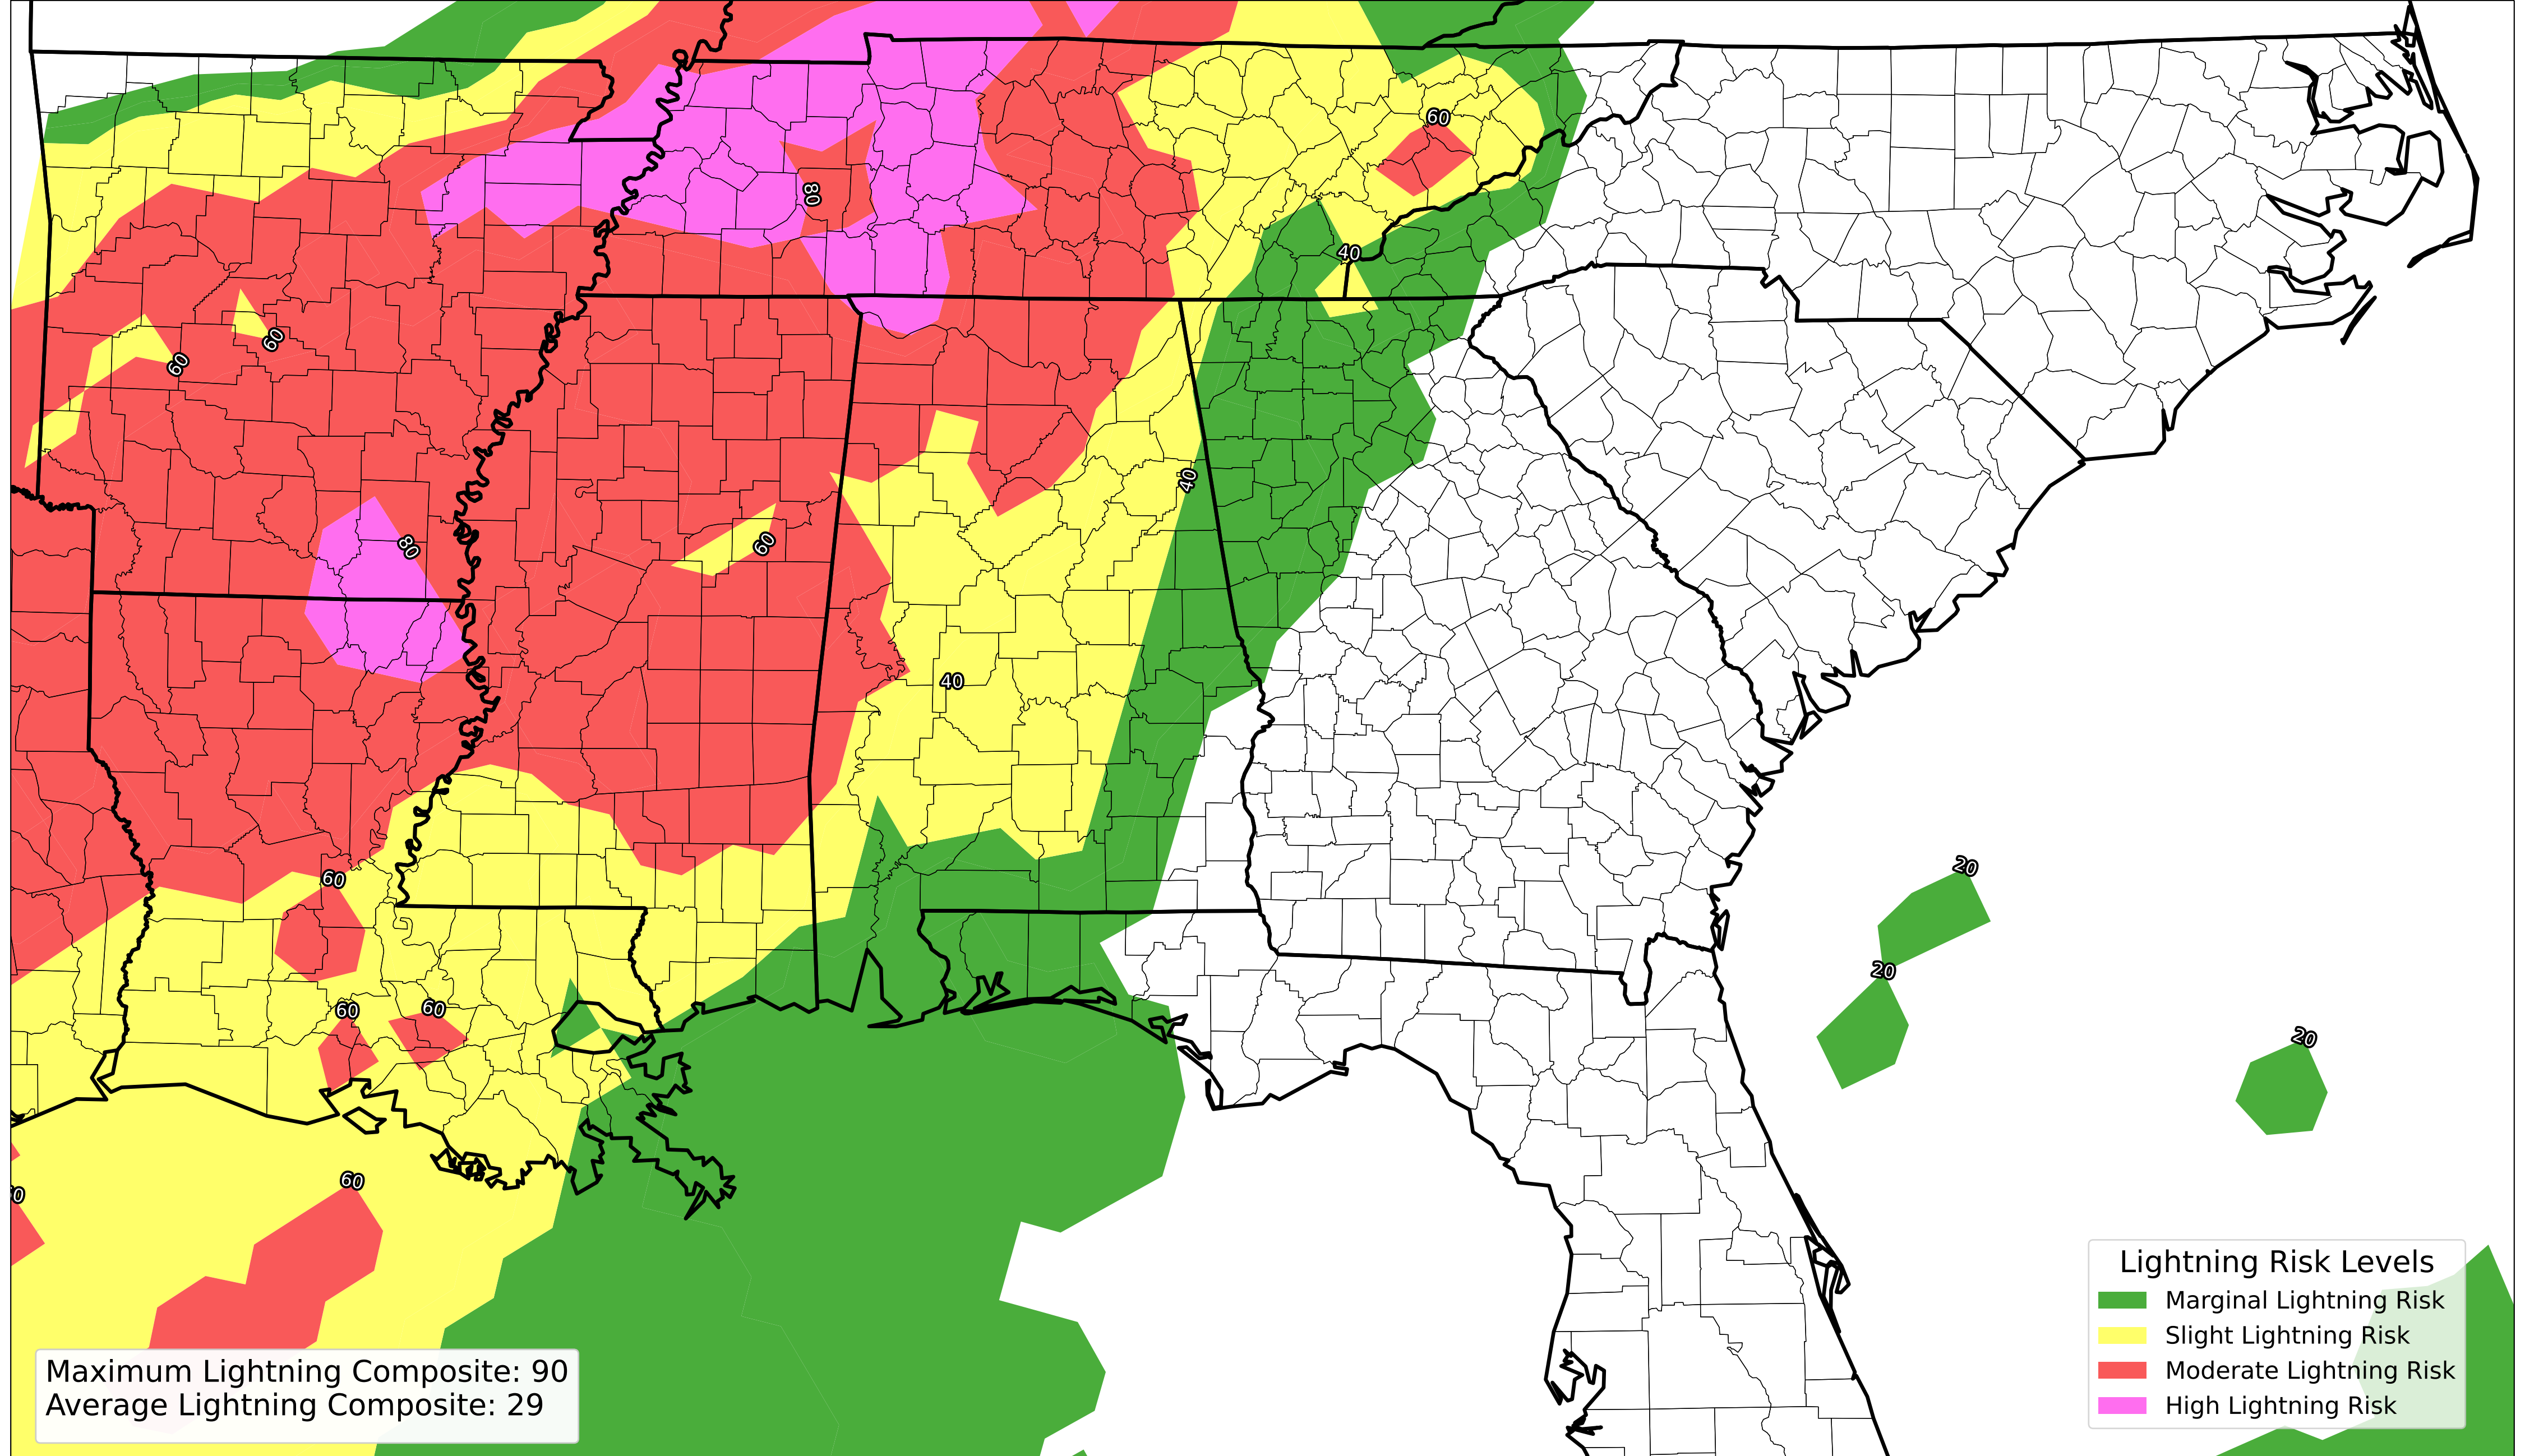 60
80
40
60
60
40
80
60
40
60
20
20
60
60
20
60
Lightning Risk Levels
Marginal Lightning Risk
Slight Lightning Risk
Moderate Lightning Risk
High Lightning Risk
Maximum Lightning Composite: 90
Average Lightning Composite: 29